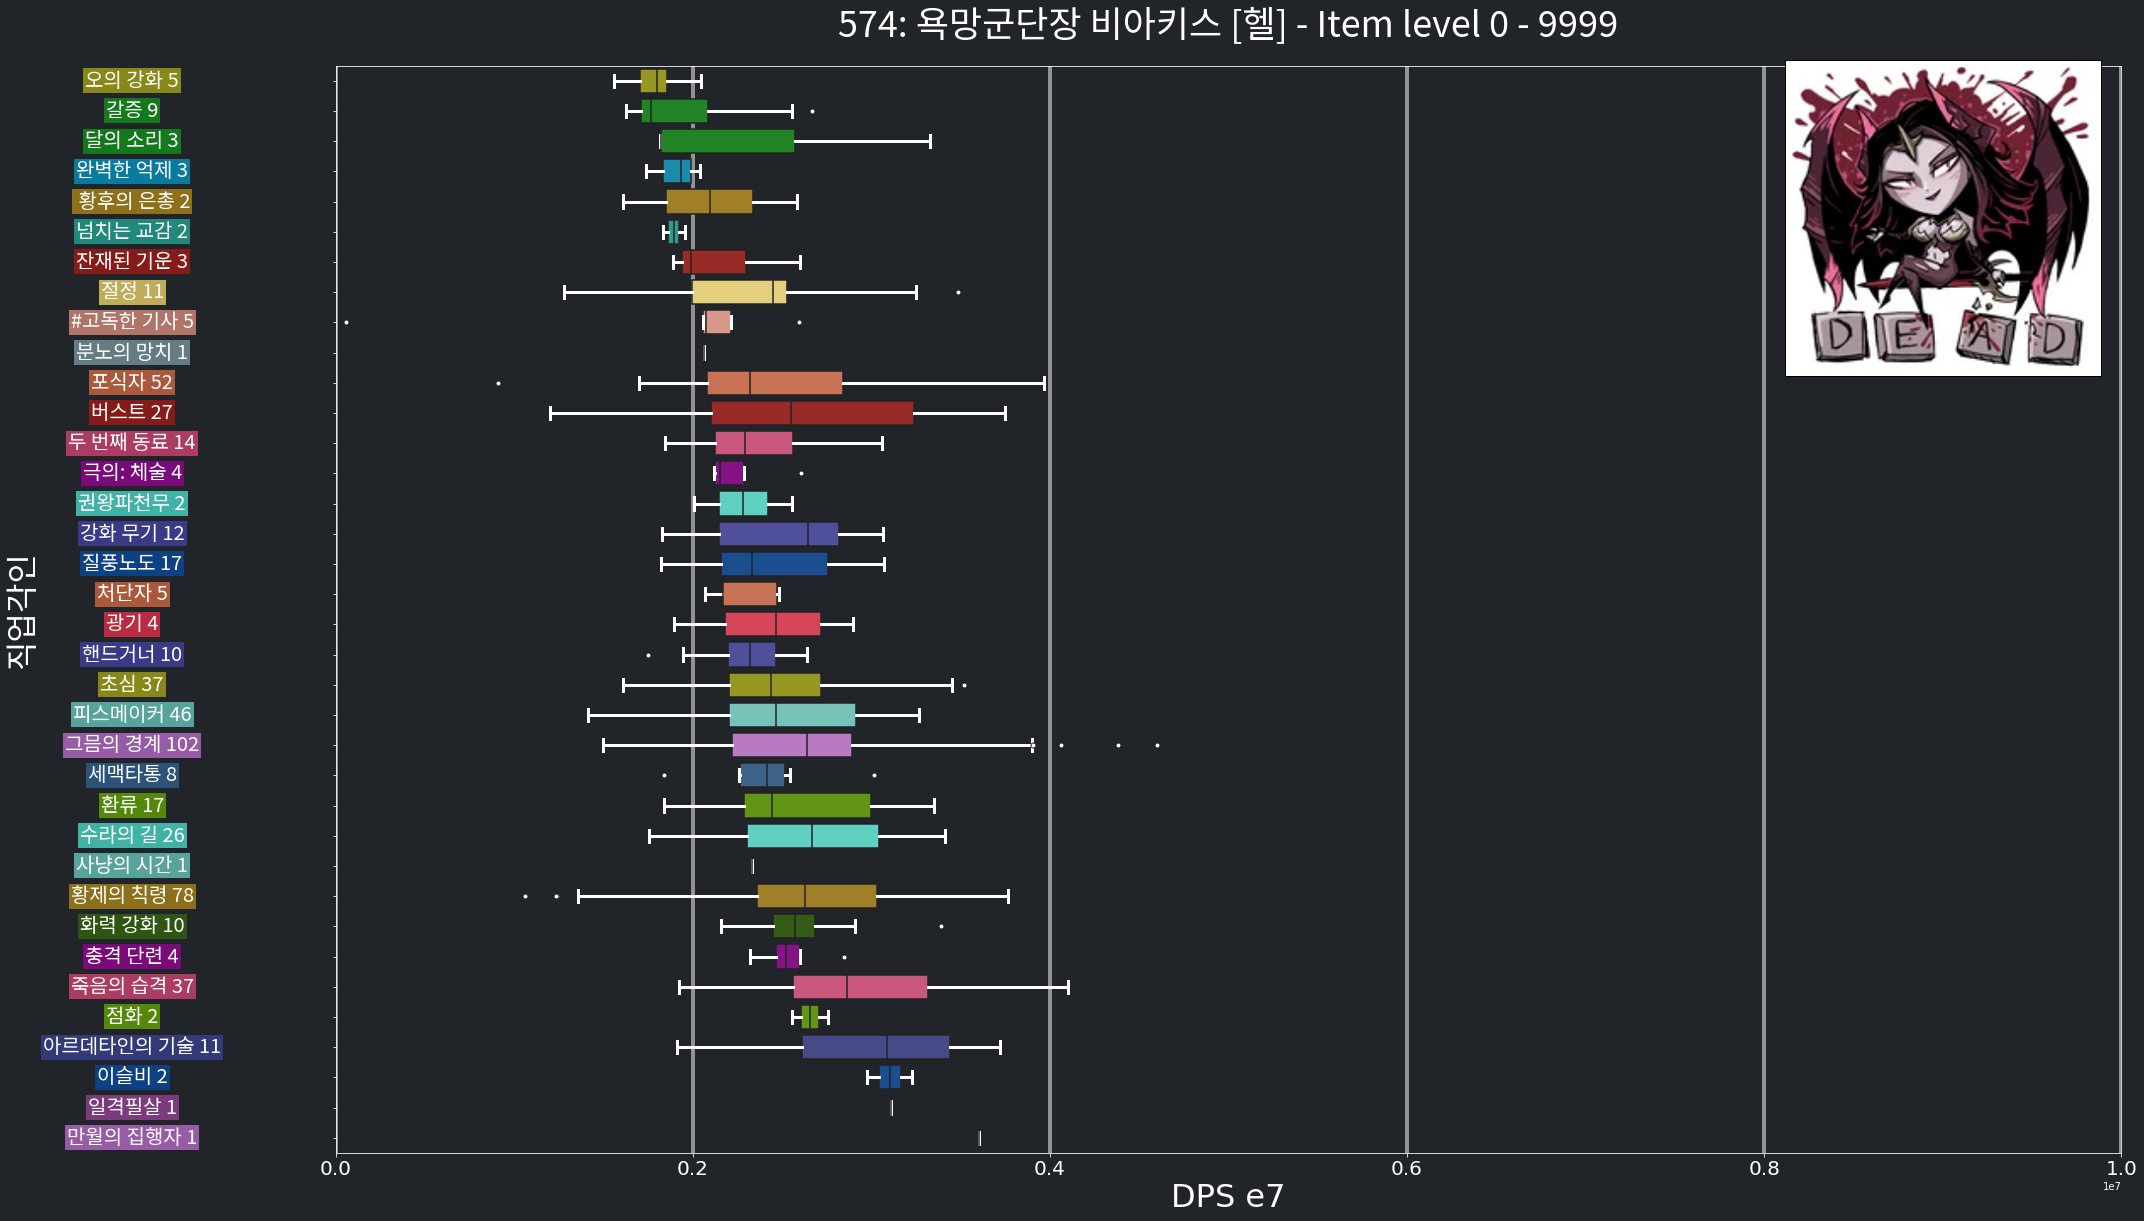 574: 욕망군단장 비아키스 [헬] - Item level 0 - 9999
직업각인
오의 강화 5
갈증 9
달의 소리 3
완벽한 억제 3
황후의 은총 2
넘치는 교감 2
잔재된 기운 3
절정 11
#고독한 기사 5
분노의 망치 1
포식자 52
버스트 27
두 번째 동료 14
극의: 체술 4
권왕파천무 2
강화 무기 12
질풍노도 17
처단자 5
광기 4
핸드거너 10
초심 37
피스메이커 46
그믐의 경계 102
세맥타통 8
환류 17
수라의 길 26
사냥의 시간 1
황제의 칙령 78
화력 강화 10
충격 단련 4
죽음의 습격 37
점화 2
아르데타인의 기술 11
이슬비 2
일격필살 1
만월의 집행자 1
DEAD
0.0 0.2 0.4 0.6 0.8 1.0
1e7
DPS e7